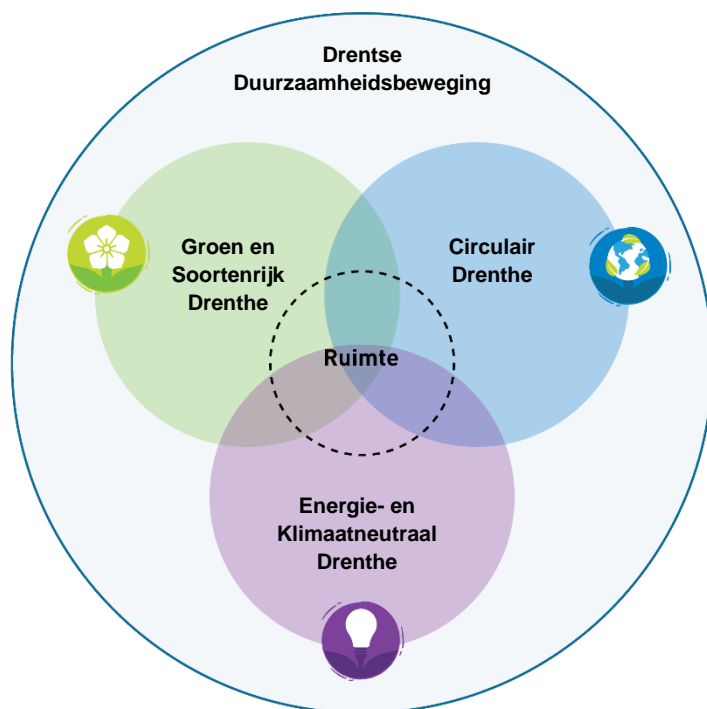 Drentse
Duurzaamheidsbeweging
Groen en
Soortenrijk
Drenthe
Circulair
Drenthe
Ruimte
Energie- en
Klimaatneutraal
Drenthe